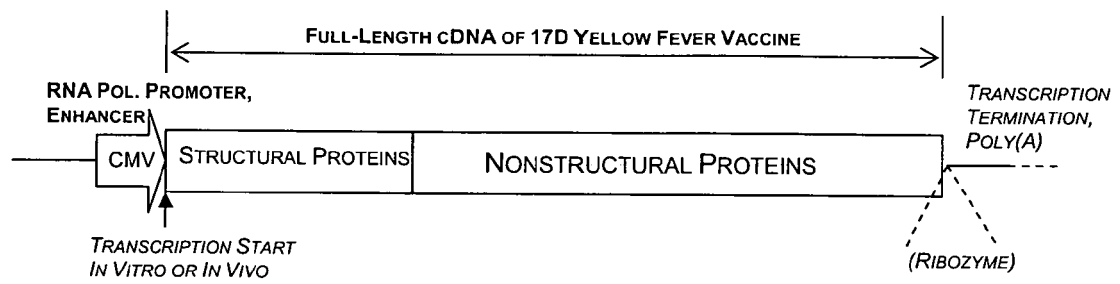 FULL-LENGTH cDNA OF 17D YELLOW FEVER VACCINE
RNA POL. PROMOTER,
ENHANCER
TRANSCRIPTION
TERMINATION,
POLY(A)
CMV
STRUCTURAL PROTEINS
NONSTRUCTURAL PROTEINS
TRANSCRIPTION START
IN VITRO OR IN VIVO
(RIBOZYME)